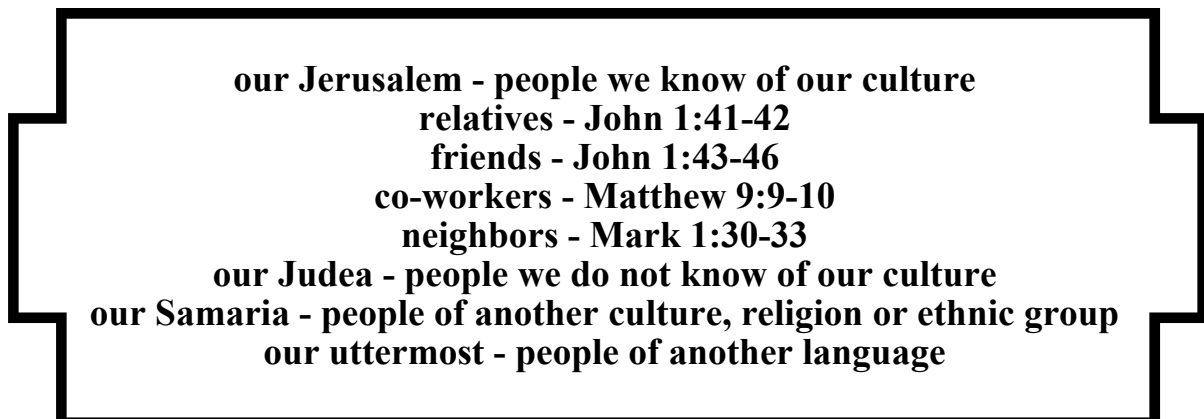 our Jerusalem - people we know of our culture
relatives - John 1:41-42
friends - John 1:43-46
co-workers - Matthew 9:9-10
neighbors - Mark 1:30-33
our Judea - people we do not know of our culture
our Samaria - people of another culture, religion or ethnic group
our uttermost - people of another language